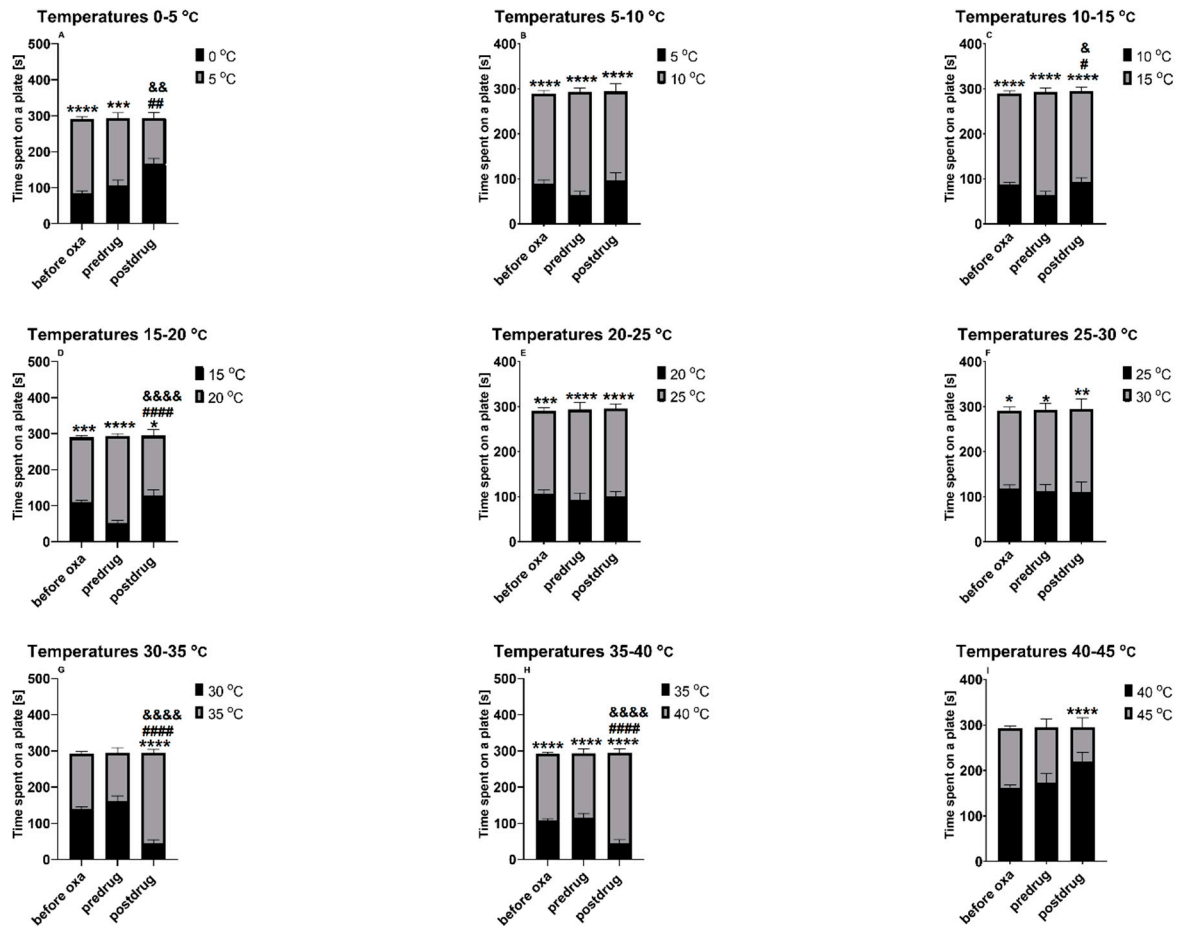 Temperatures 0-5 °C
A
500
400
300
200
100
0
Time spent on a plate [s]
****
***
&&
##
0 °C
5 °C
before oxa
predrug
postdrug
Temperatures 5-10 °C
B
400
300
200
100
0
Time spent on a plate [s]
****
****
****
5 °C
10 °C
before oxa
predrug
postdrug
Temperatures 10-15 °C
C
400
300
200
100
0
Time spent on a plate [s]
****
****
&
#
****
10 °C
15 °C
before oxa
predrug
postdrug
Temperatures 15-20 °C
D
500
400
300
200
100
0
Time spent on a plate [s]
***
****
&&&&
####
*
15 °C
20 °C
before oxa
predrug
postdrug
Temperatures 20-25 °C
E
400
300
200
100
0
Time spent on a plate [s]
***
****
****
20 °C
25 °C
before oxa
predrug
postdrug
Temperatures 25-30 °C
F
400
300
200
100
0
Time spent on a plate [s]
*
*
**
25 °C
30 °C
before oxa
predrug
postdrug
Temperatures 30-35 °C
G
500
400
300
200
100
0
Time spent on a plate [s]
&&&&
####
****
30 °C
35 °C
before oxa
predrug
postdrug
Temperatures 35-40 °C
H
500
400
300
200
100
0
Time spent on a plate [s]
****
****
&&&&
####
****
35 °C
40 °C
before oxa
predrug
postdrug
Temperatures 40-45 °C
I
400
300
200
100
0
Time spent on a plate [s]
****
40 °C
45 °C
before oxa
predrug
postdrug